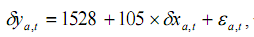 δy_{a,t} = 1528 + 105 × δx_{a,t} + ε_{a,t},